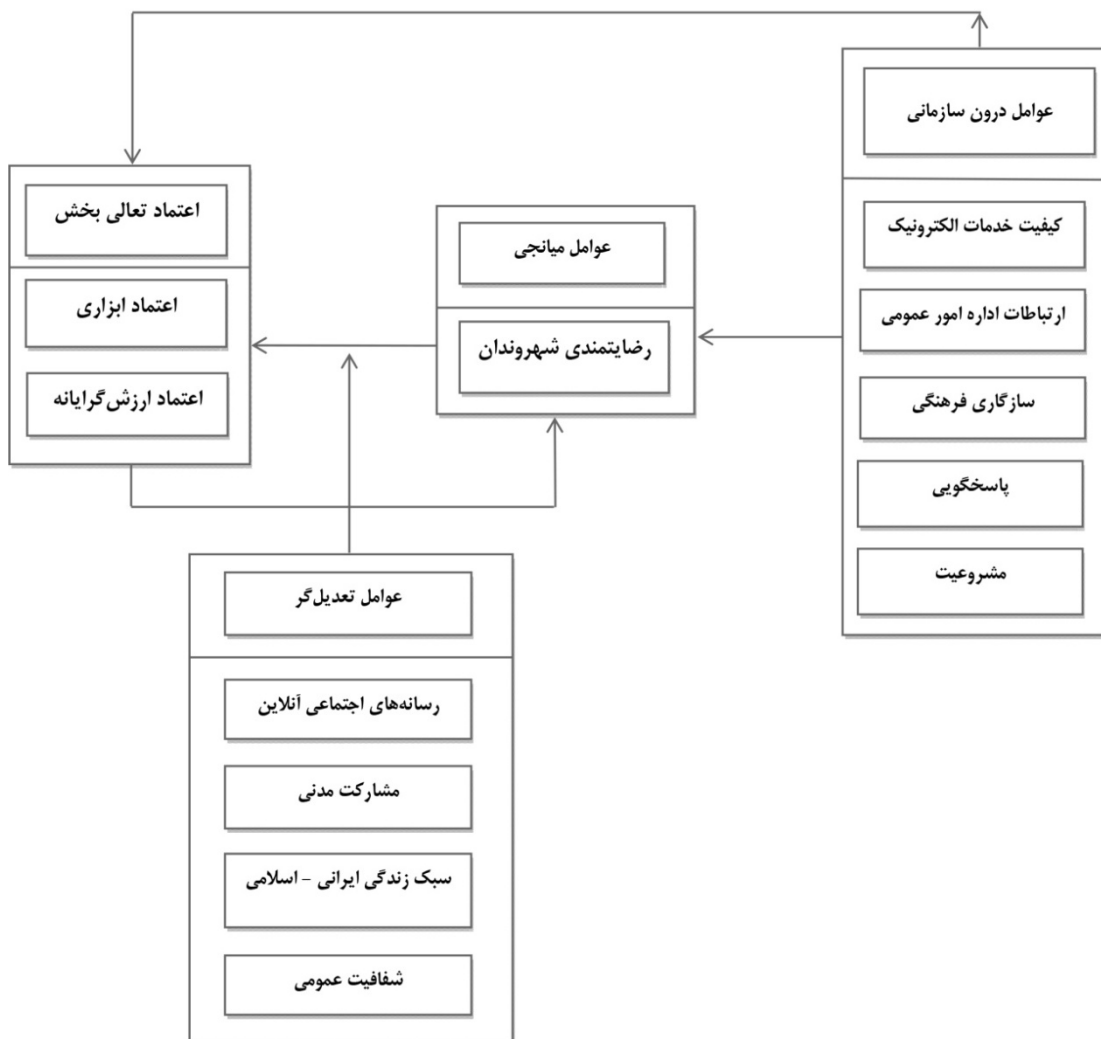 عوامل درون سازمانی
کیفیت خدمات الکترونیک
ارتباطات اداره امور عمومی
سازگاری فرهنگی
پاسخگویی
مشروعیت
عوامل میانجی
رضایتمندی شهروندان
اعتماد تعالی بخش
اعتماد ابزاری
اعتماد ارزش‌گرایانه
عوامل تعدیل‌گر
رسانه‌های اجتماعی آنلاین
مشارکت مدنی
سبک زندگی ایرانی – اسلامی
شفافیت عمومی